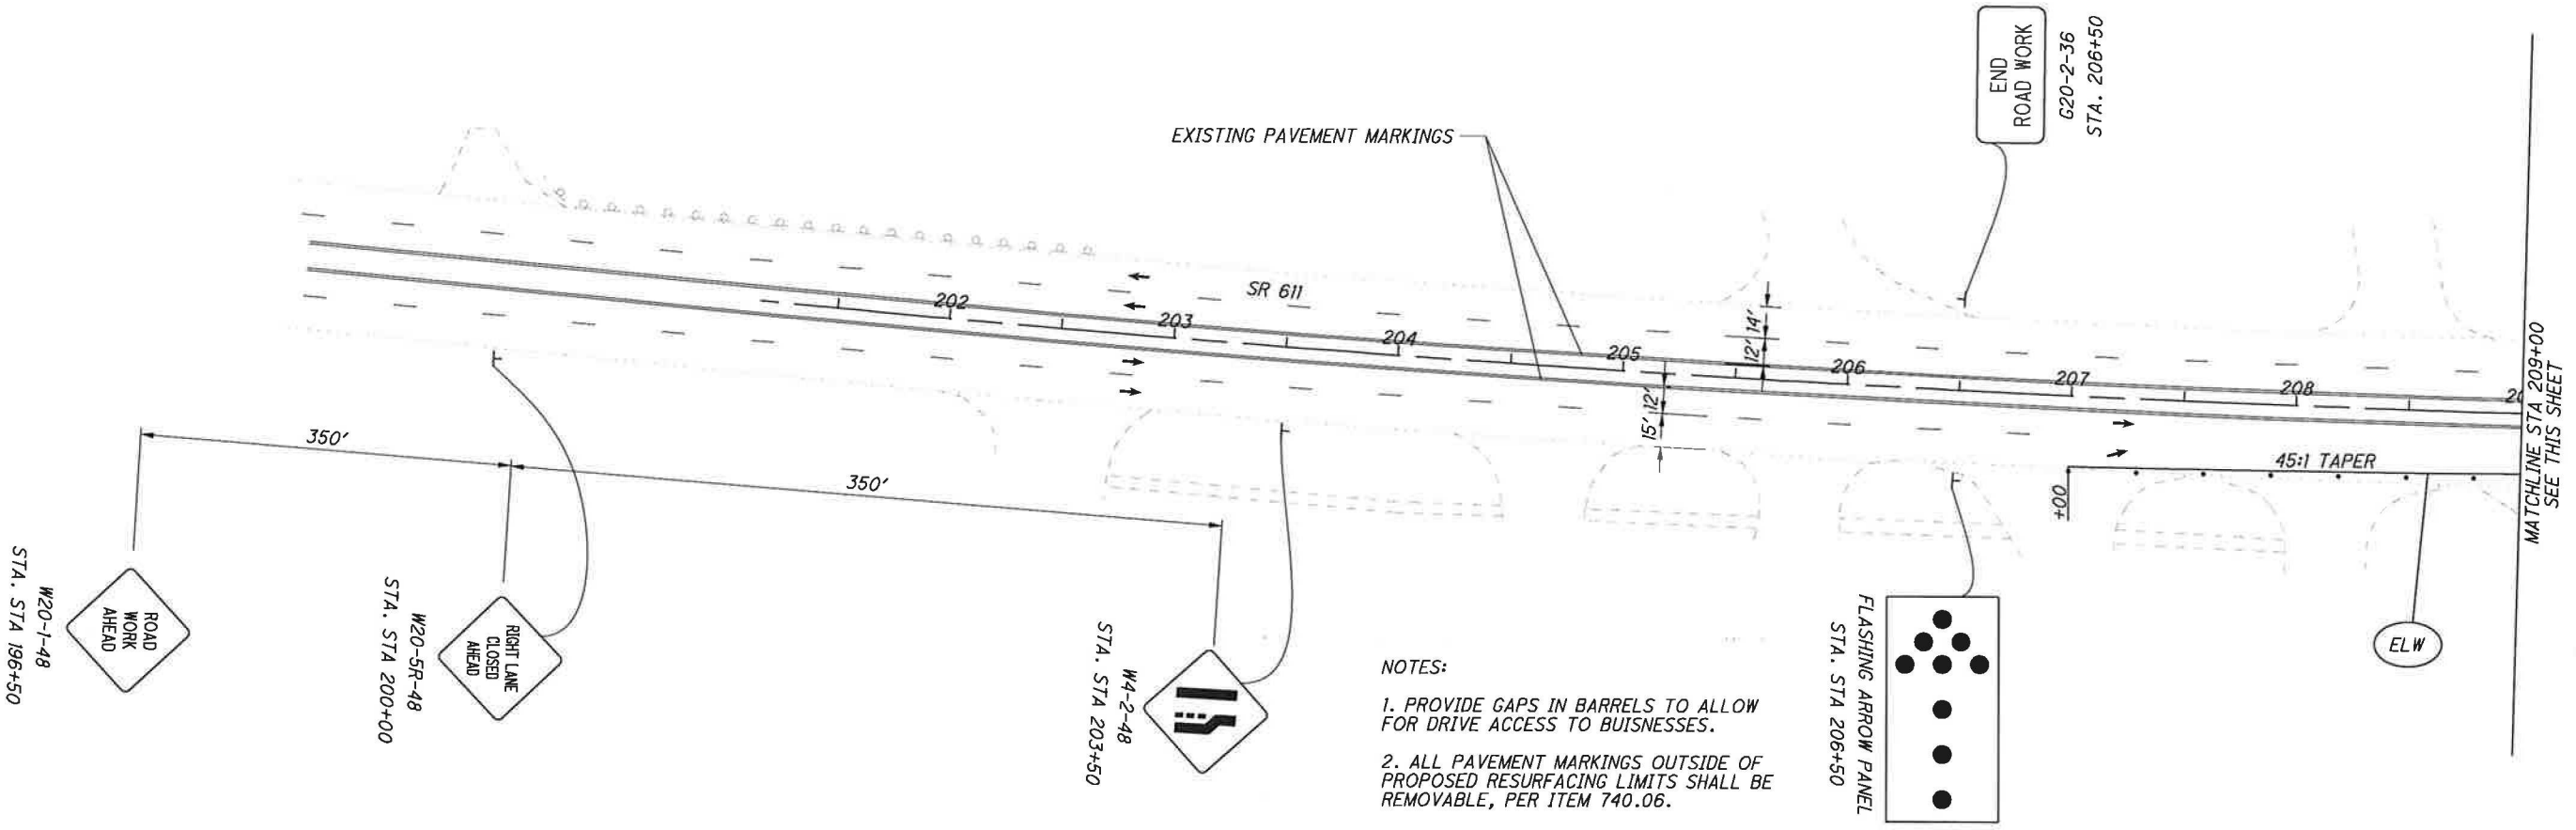 END
ROAD WORK
G20-2-36
STA. 206+50
EXISTING PAVEMENT MARKINGS
SR 611
202
203
204
205
206
207
208
20
14'
12'
12'
15'
350'
350'
45:1 TAPER
+00
ELW
MATCHLINE STA 209+00
SEE THIS SHEET
ROAD
WORK
AHEAD
W20-1-48
STA. STA 196+50
RIGHT LANE
CLOSED
AHEAD
W20-5R-48
STA. STA 200+00
W4-2-48
STA. STA 203+50
FLASHING ARROW PANEL
STA. STA 206+50
NOTES:
1. PROVIDE GAPS IN BARRELS TO ALLOW
FOR DRIVE ACCESS TO BUISNESSES.
2. ALL PAVEMENT MARKINGS OUTSIDE OF
PROPOSED RESURFACING LIMITS SHALL BE
REMOVABLE, PER ITEM 740.06.